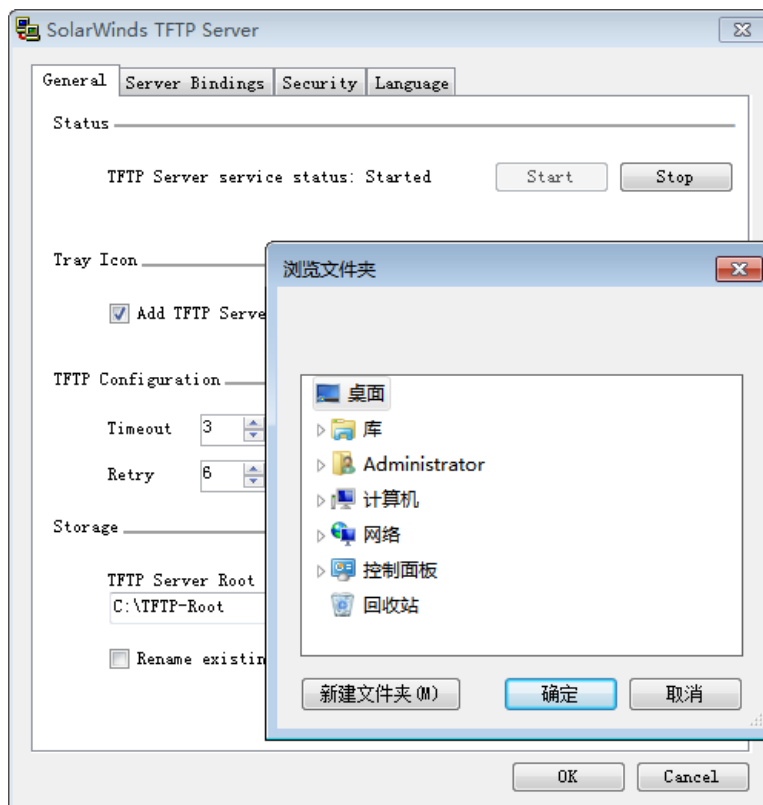 SolarWinds TFTP Server
General Server Bindings Security Language
Status
TFTP Server service status: Started Start Stop
浏览文件夹
Tray Icon
Add TFTP Serve
桌面
TFTP Configuration
库
Timeout 3
Administrator
Retry 6
计算机
Storage
网络
控制面板
TFTP Server Root
C:\TFTP-Root
回收站
Rename existin
新建文件夹(M) 确定 取消
OK Cancel